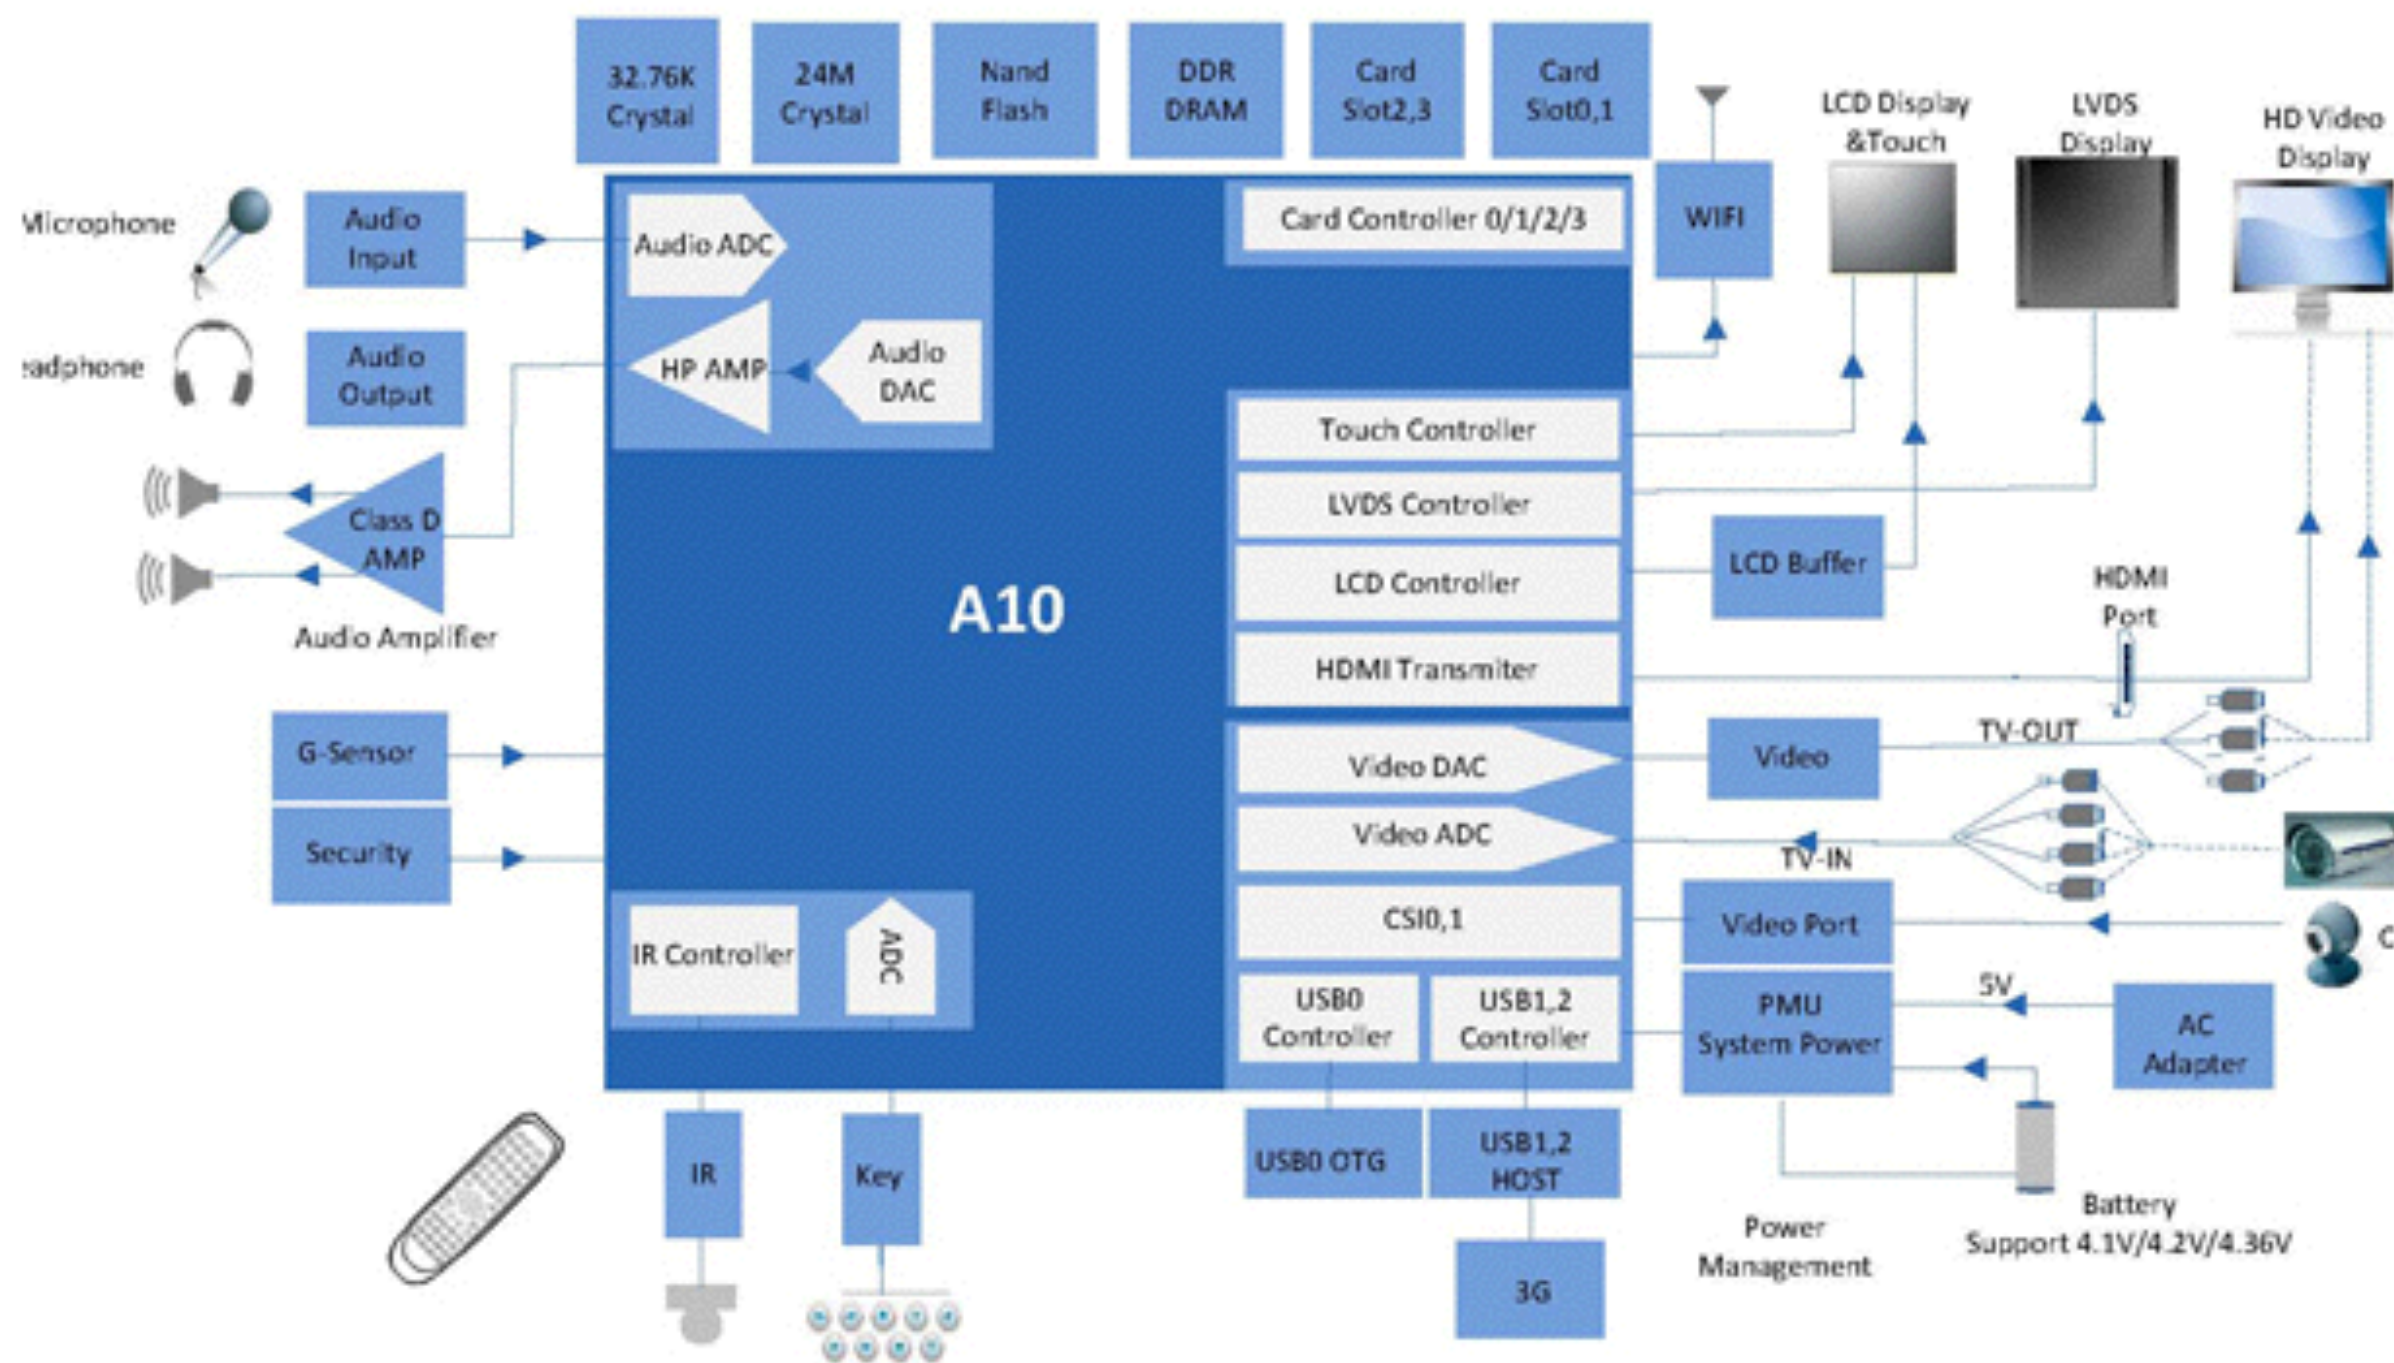 32.76K
Crystal
24M
Crystal
Nand
Flash
DDR
DRAM
Card
Slot2,3
Card
Slot0,1
LCD Display
&Touch
LVDS
Display
HD Video
Display
Microphone
Audio
Input
Audio ADC
Card Controller 0/1/2/3
WIFI
eadphone
Audio
Output
HP AMP
Audio
DAC
Touch Controller
LVDS Controller
Class D
AMP
LCD Controller
LCD Buffer
A10
HDMI
Port
Audio Amplifier
HDMI Transmiter
G-Sensor
Video DAC
Video
TV-OUT
Security
Video ADC
TV-IN
IR Controller
ADC
CSI0,1
Video Port
C
USB0
Controller
USB1,2
Controller
PMU
System Power
5V
AC
Adapter
IR
Key
USB0 OTG
USB1,2
HOST
3G
Power
Management
Battery
Support 4.1V/4.2V/4.36V